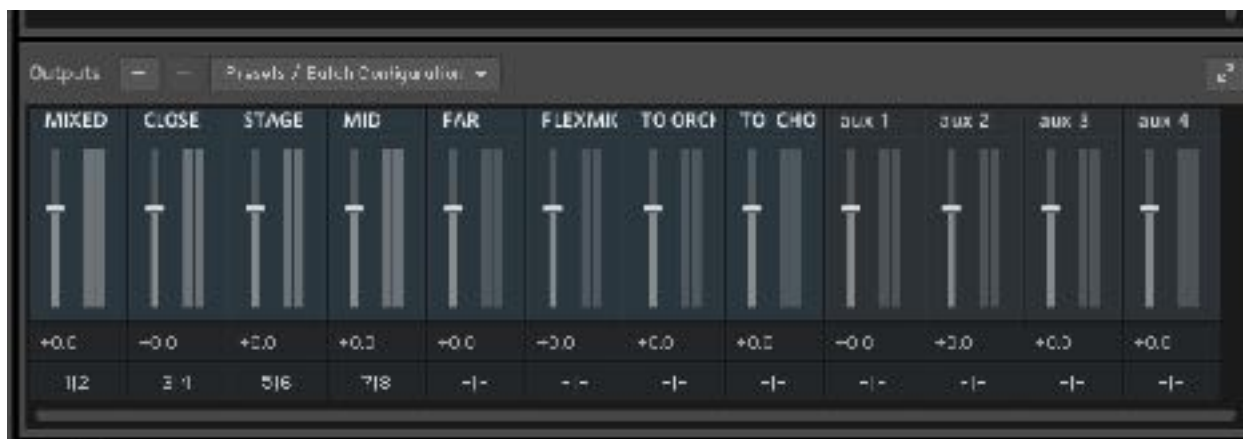 Outputs Presets / Batch Configuration
MIXED CLOSE STAGE MID FAR FLEXMIC TO ORCH TO CHO aux 1 aux 2 aux 3 aux 4
+0.0 +0.0 +0.0 +0.0 +0.0 +0.0 +0.0 +0.0 +0.0 +0.0 +0.0 +0.0
1|2 3|4 5|6 7|8 -|- -|- -|- -|- -|- -|- -|- -|-